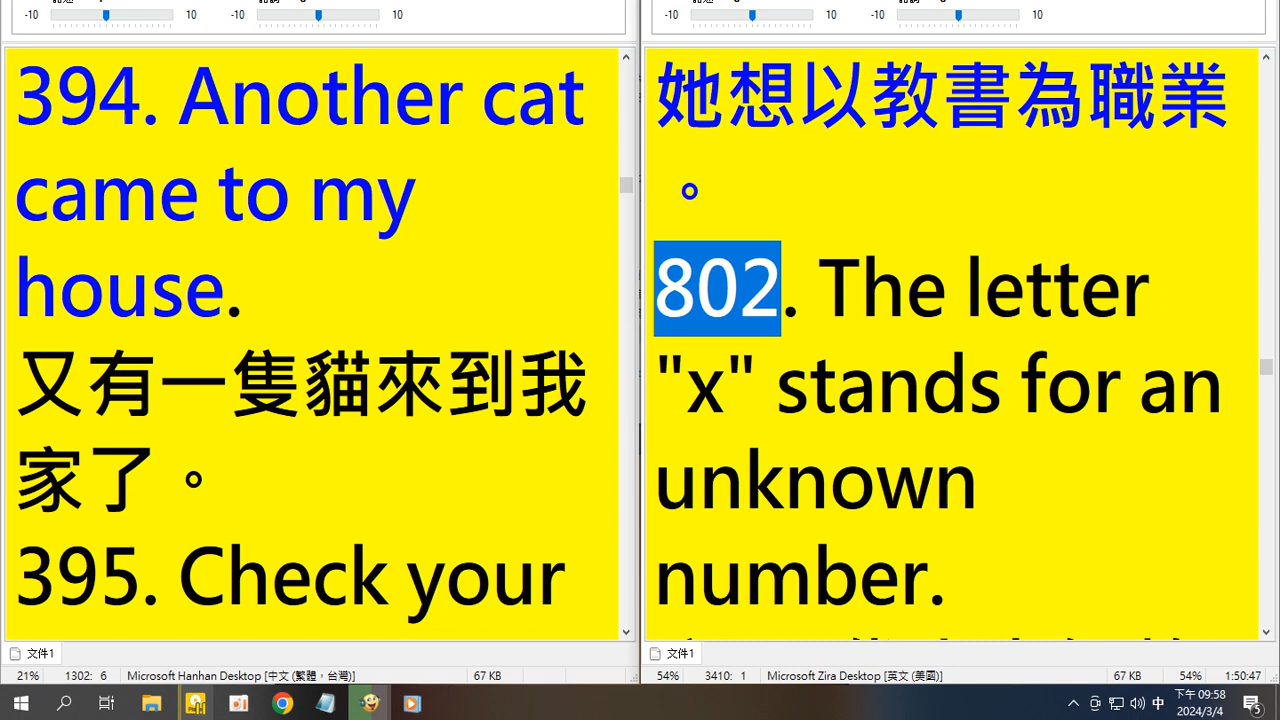 -10 10 -10 10
394. Another cat
came to my
house.
又有一隻貓來到我
家了。
395. Check your
文件1
21% 1302: 6 Microsoft Hanhan Desktop [中文 (繁體，台灣)] 67 KB
-10 10 -10 10
她想以教書為職業
。
802. The letter
"x" stands for an
unknown
number.
文件1
54% 3410: 1 Microsoft Zira Desktop [英文 (美國)] 67 KB 54% 1:50:47
中
下午 09:58
2024/3/4
5